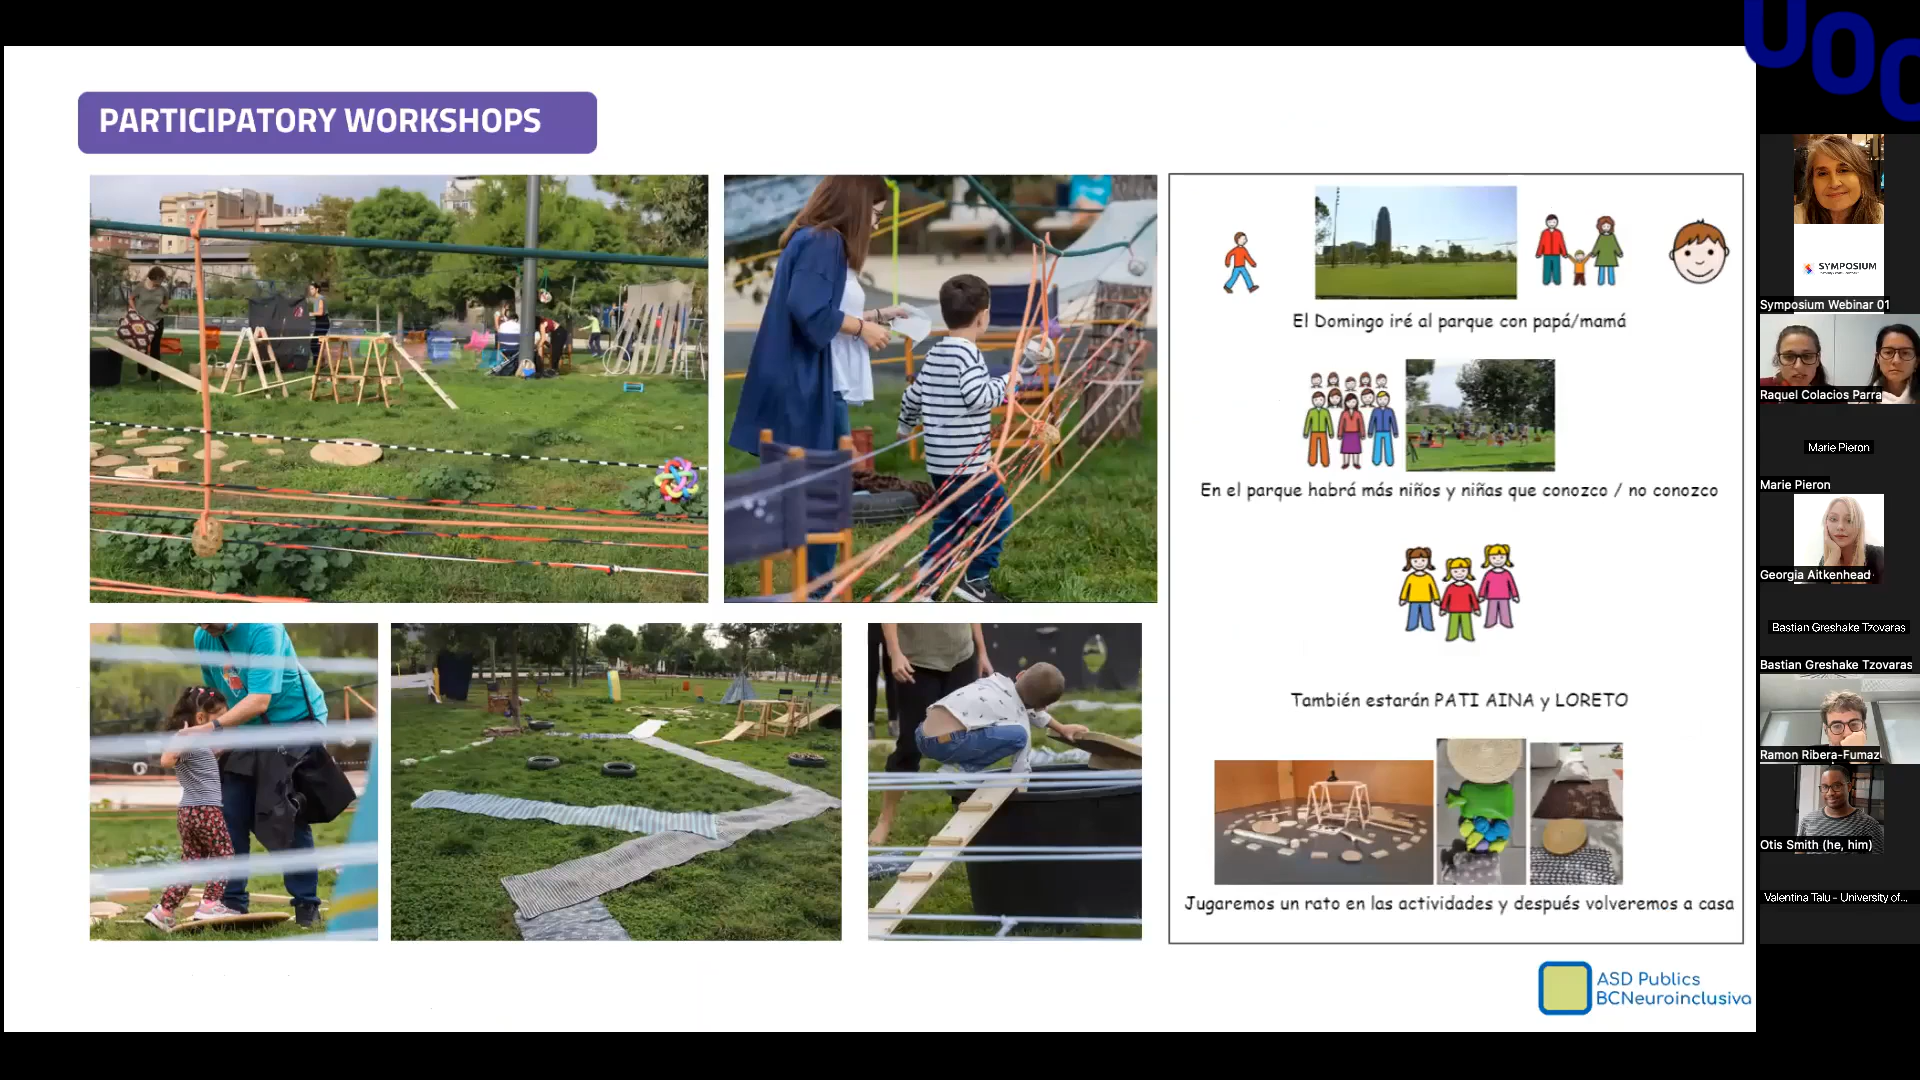 UOC
PARTICIPATORY WORKSHOPS
El Domingo iré al parque con papá/mamá
En el parque habrá más niños y niñas que conozco / no conozco
También estarán PATI AINA y LORETO
Jugaremos un rato en las actividades y después volveremos a casa
ASD Publics
BCNeuroinclusiva
SYMPOSIUM
Symposium Webinar 01
Raquel Colacios Parra
Marie Pieron
Marie Pieron
Georgia Aitkenhead
Bastian Greshake Tzovaras
Bastian Greshake Tzovaras
Ramon Ribera-Fumaz
Otis Smith (he, him)
Valentina Talu - University of...